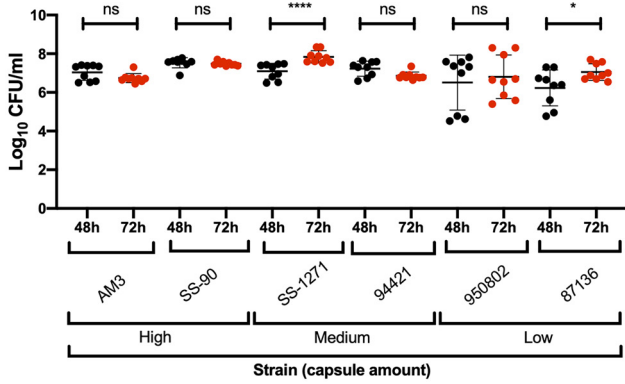 ns ns **** ns ns *
10
8
6
4
2
0
Log10 CFU/ml
48h 72h 48h 72h 48h 72h 48h 72h 48h 72h 48h 72h
AM3 SS-90 SS-1271 94421 950802 87136
High Medium Low
Strain (capsule amount)